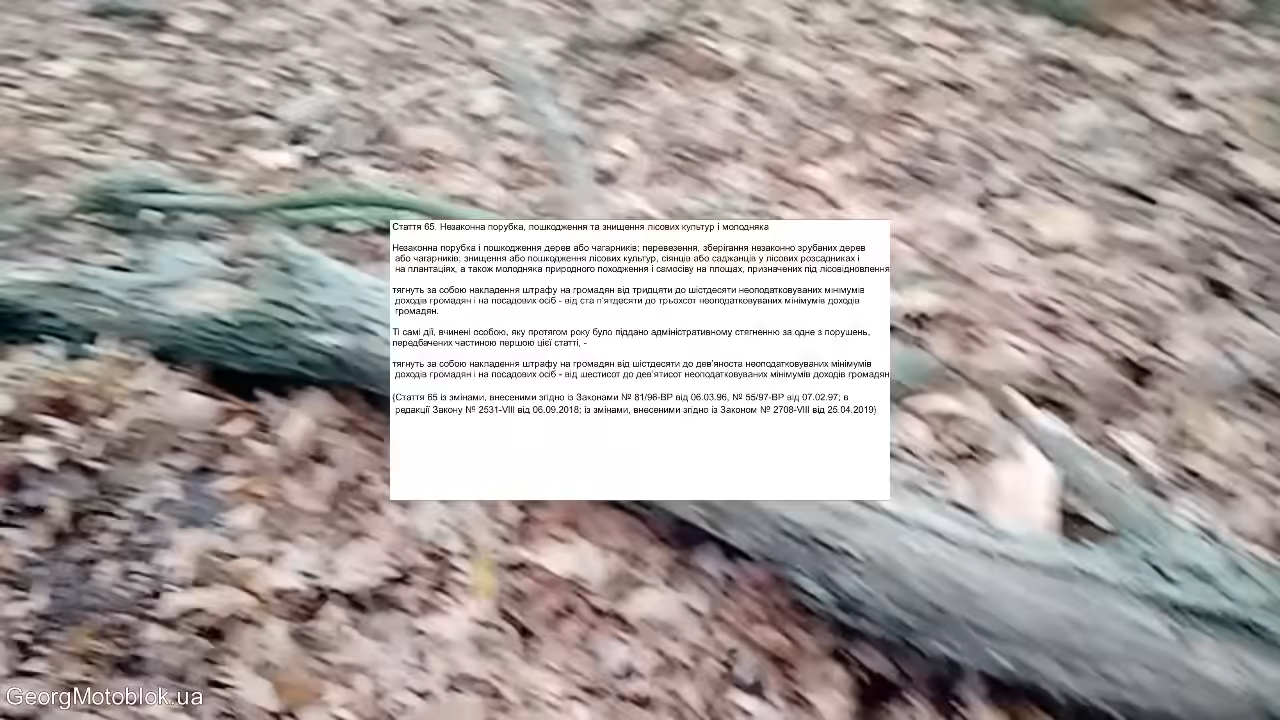 Стаття 65. Незаконна порубка, пошкодження та знищення лісових культур і молодняка
Незаконна порубка і пошкодження дерев або чагарників; перевезення, зберігання незаконно зрубаних дерев
або чагарників, знищення або пошкодження лісових культур, сіянців або саджанців у лісових розсадниках і
на плантаціях, а також молодняка природного походження і самосіву на площах, призначених під лісовідновлення
тягнуть за собою накладення штрафу на громадян від тридцяти до шістдесяти неоподатковуваних мінімумів
доходів громадян і на посадових осіб - від ста п'ятдесяти до трьохсот неоподатковуваних мінімумів доходів
громадян.
Ті самі дії, вчинені особою, яку протягом року було піддано адміністративному стягненню за одне з порушень,
передбачених частиною першою цієї статті, -
тягнуть за собою накладення штрафу на громадян від шістдесяти до дев'яноста неоподатковуваних мінімумів
доходів громадян і на посадових осіб - від шестисот до дев'ятисот неоподатковуваних мінімумів доходів громадян
{Стаття 65 із змінами, внесеними згідно із Законами № 81/96-ВР від 06.03.96, № 55/97-ВР від 07.02.97; в
редакції Закону № 2531-VIII від 06.09.2018; із змінами, внесеними згідно із Законом № 2708-VIII від 25.04.2019}
GeorgMotoblok.ua